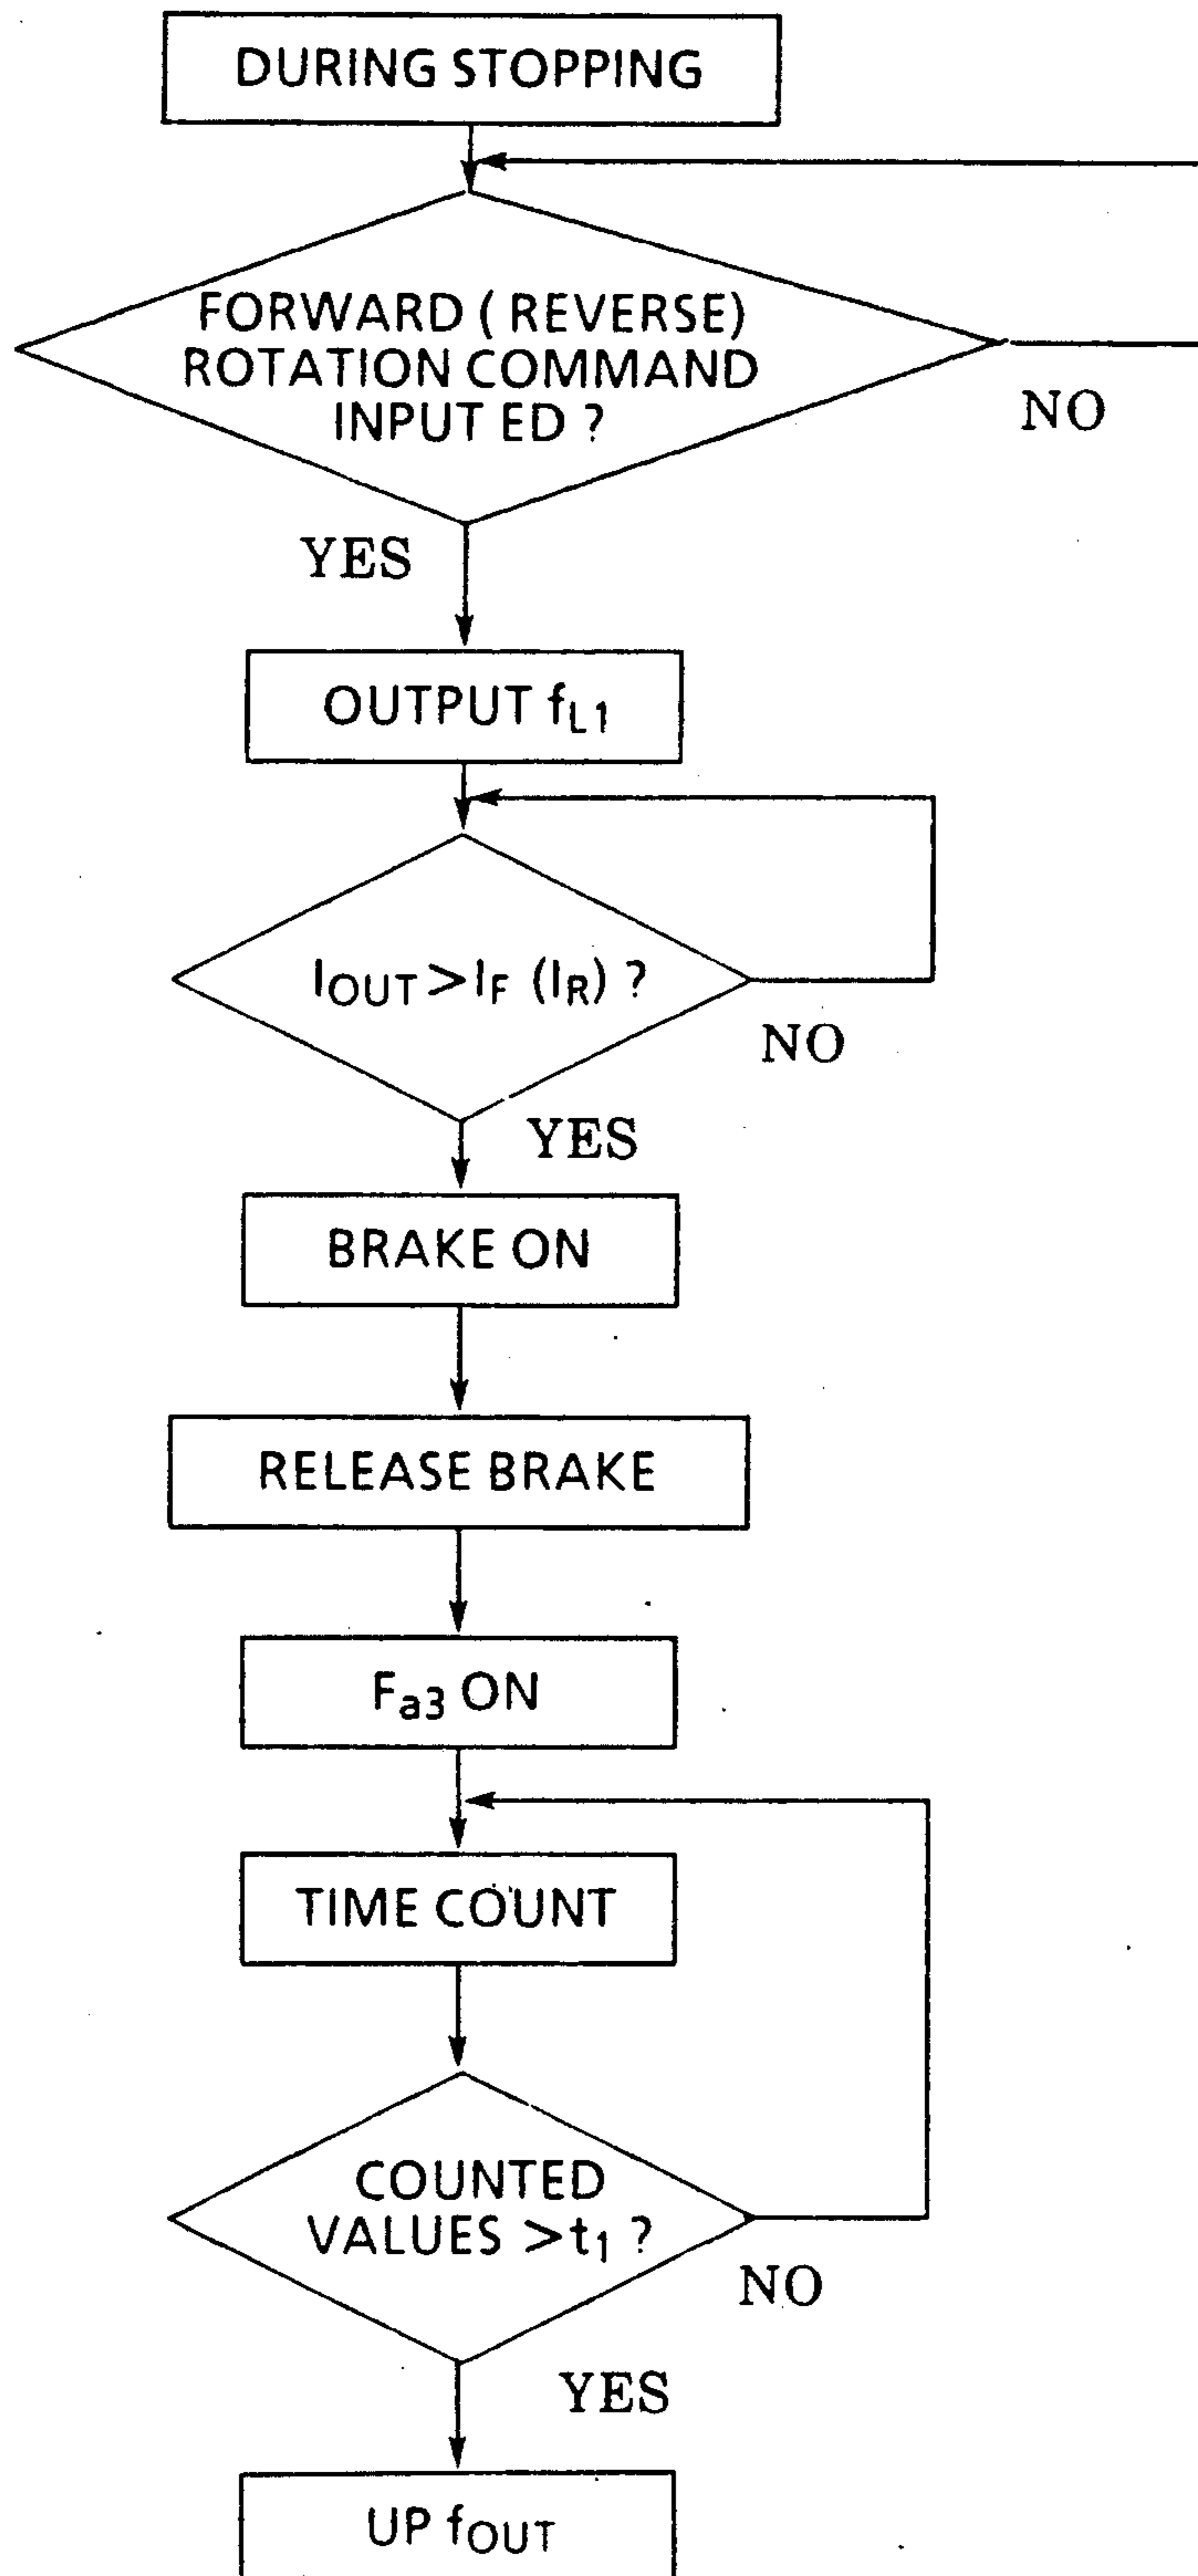 DURING STOPPING
FORWARD ( REVERSE)
ROTATION COMMAND
INPUT ED ?
NO
YES
OUTPUT fL1
IOUT > IF (IR) ?
NO
YES
BRAKE ON
RELEASE BRAKE
Fa3 ON
TIME COUNT
COUNTED
VALUES > t1 ?
NO
YES
UP fOUT